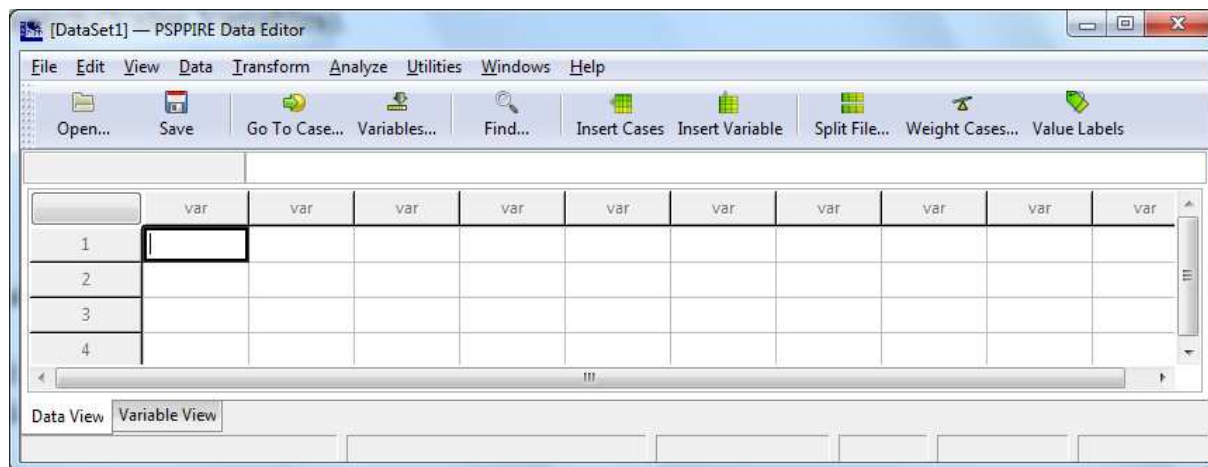 [DataSet1] — PSPPIRE Data Editor
File Edit View Data Transform Analyze Utilities Windows Help
Open... Save Go To Case... Variables... Find... Insert Cases Insert Variable Split File... Weight Cases... Value Labels
var var var var var var var var var var
1
2
3
4
Data View Variable View